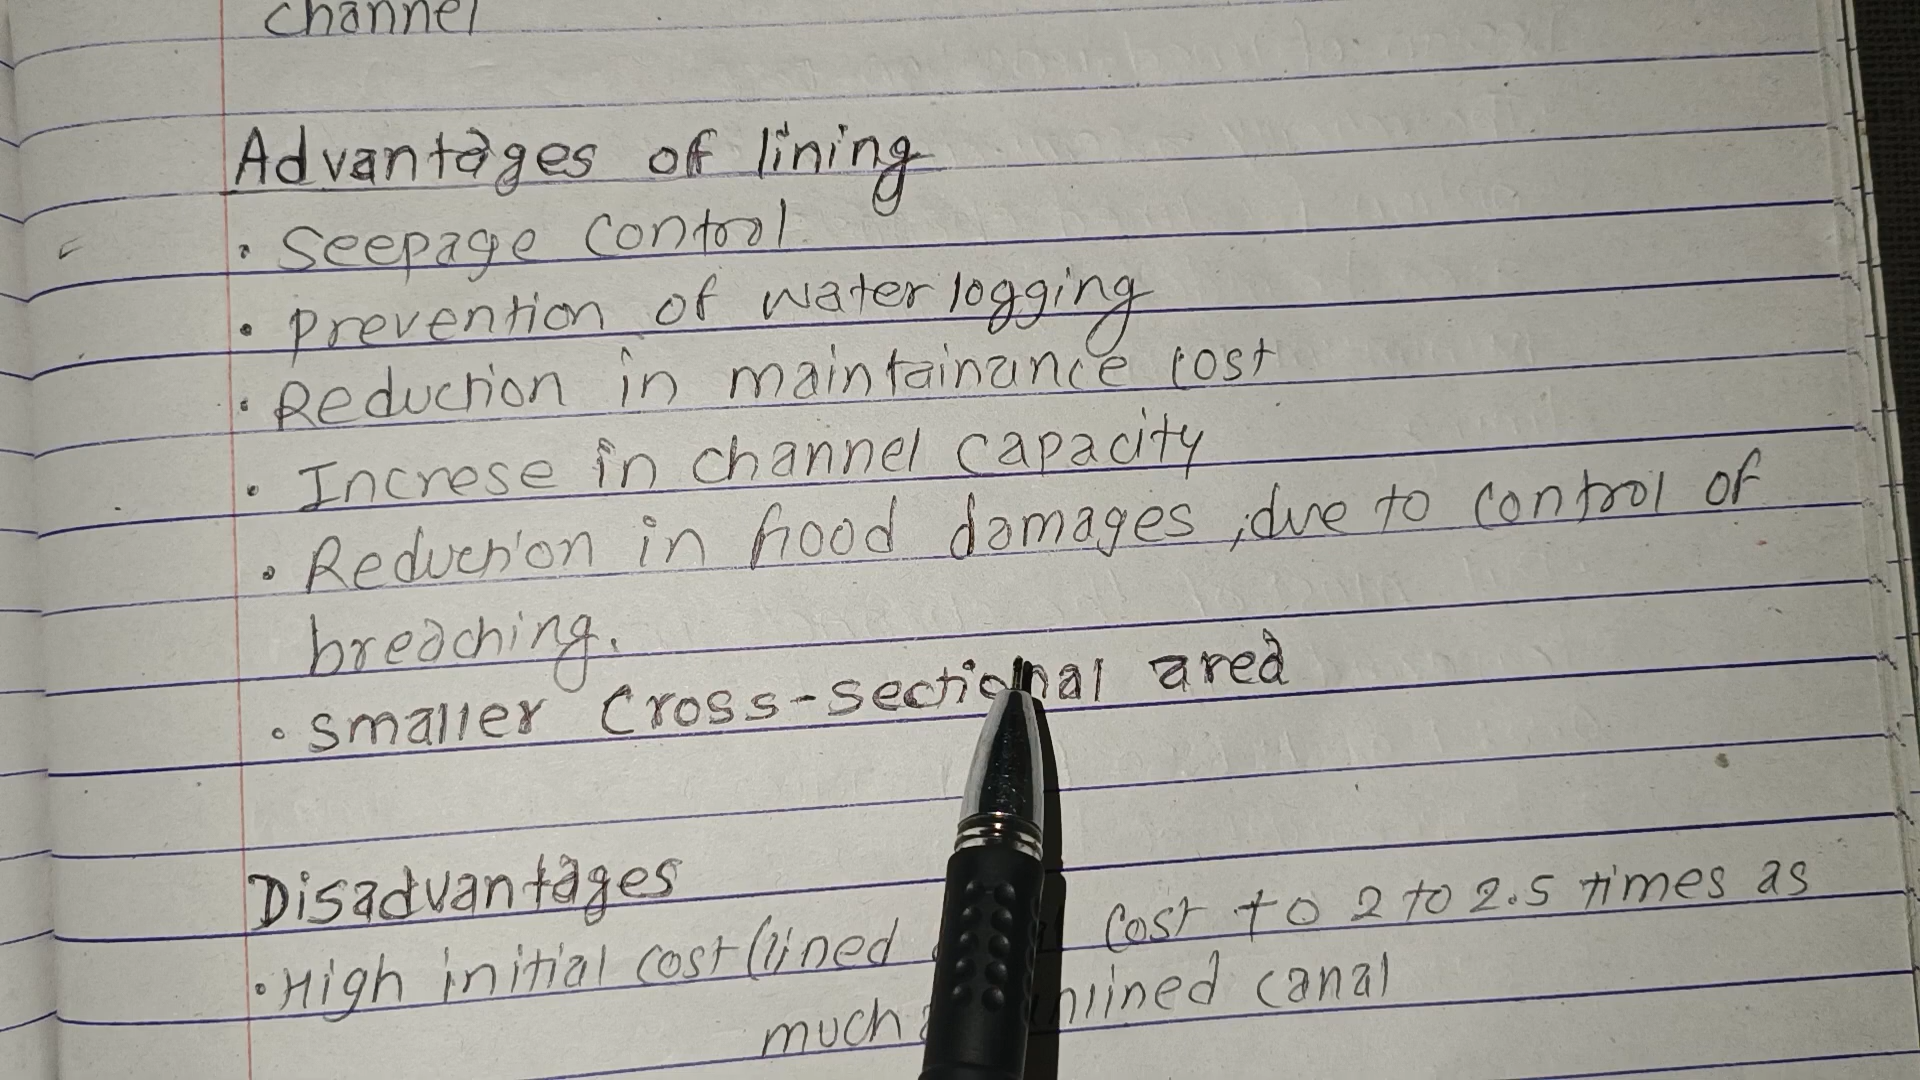 channel
Advantages of lining
• Seepage control
• prevention of water logging
• Reduction in maintainance cost
• Increse in channel capacity
• Reduction in flood damages, due to control of
breaching.
• smaller cross-sectional area
Disadvantages
• High initial cost (lined cost to 2 to 2.5 times as
much unlined canal